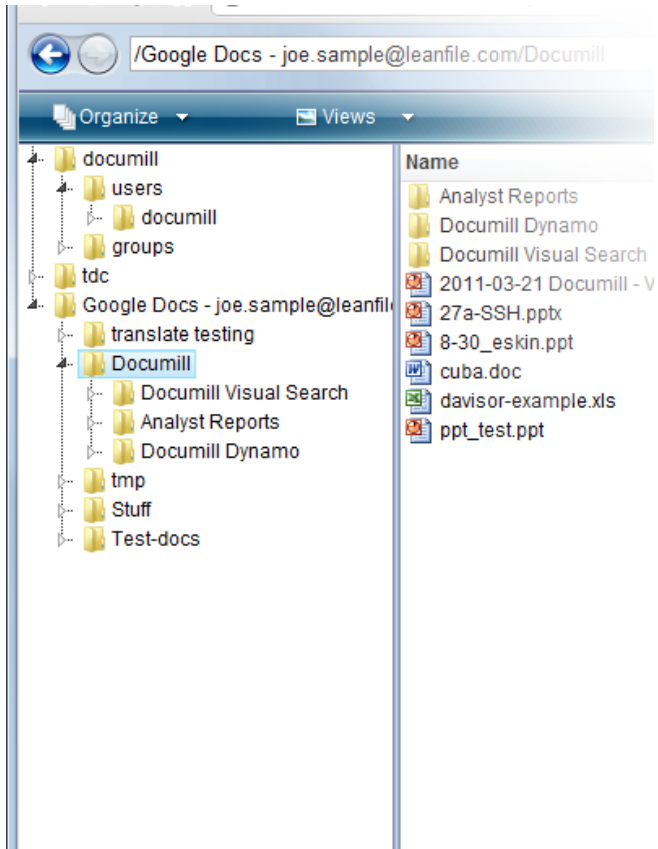 /Google Docs - joe.sample@leanfile.com/Documill
Organize
Views
documill
users
documill
groups
tdc
Google Docs - joe.sample@leanfil
translate testing
Documill
Documill Visual Search
Analyst Reports
Documill Dynamo
tmp
Stuff
Test-docs
Name
Analyst Reports
Documill Dynamo
Documill Visual Search
2011-03-21 Documill - V
27a-SSH.pptx
8-30_eskin.ppt
cuba.doc
davisor-example.xls
ppt_test.ppt